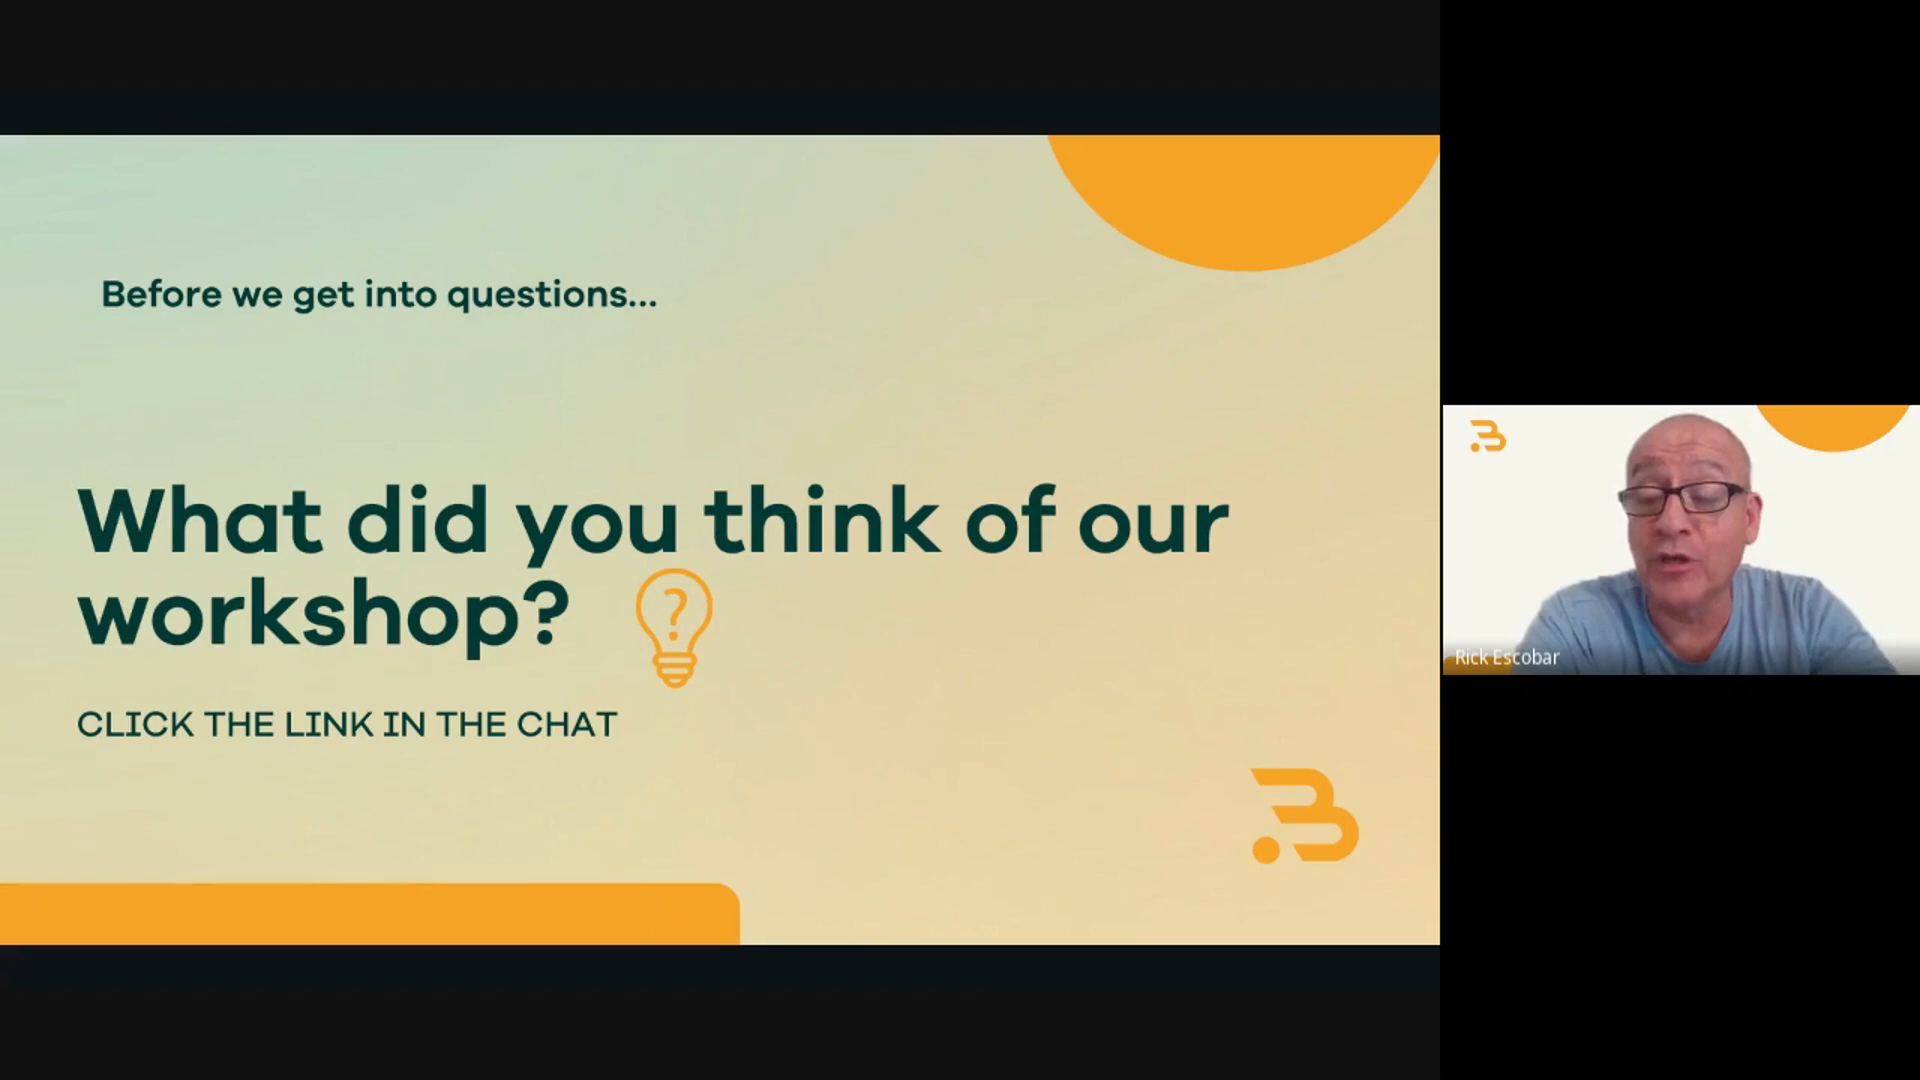 Before we get into questions...
What did you think of our
workshop?
?
CLICK THE LINK IN THE CHAT
Rick Escobar